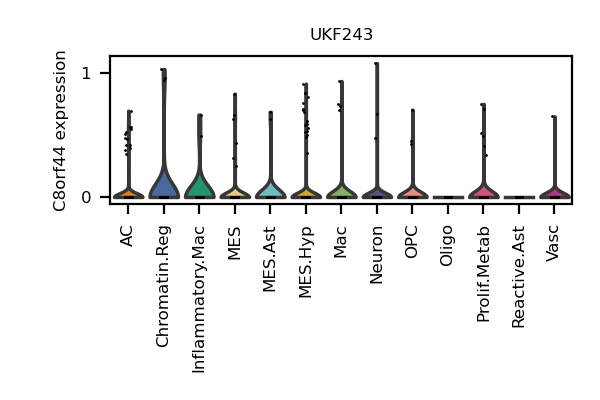 UKF243
C8orf44 expression
1
0
AC
Chromatin.Reg
Inflammatory.Mac
MES
MES.Ast
MES.Hyp
Mac
Neuron
OPC
Oligo
Prolif.Metab
Reactive.Ast
Vasc